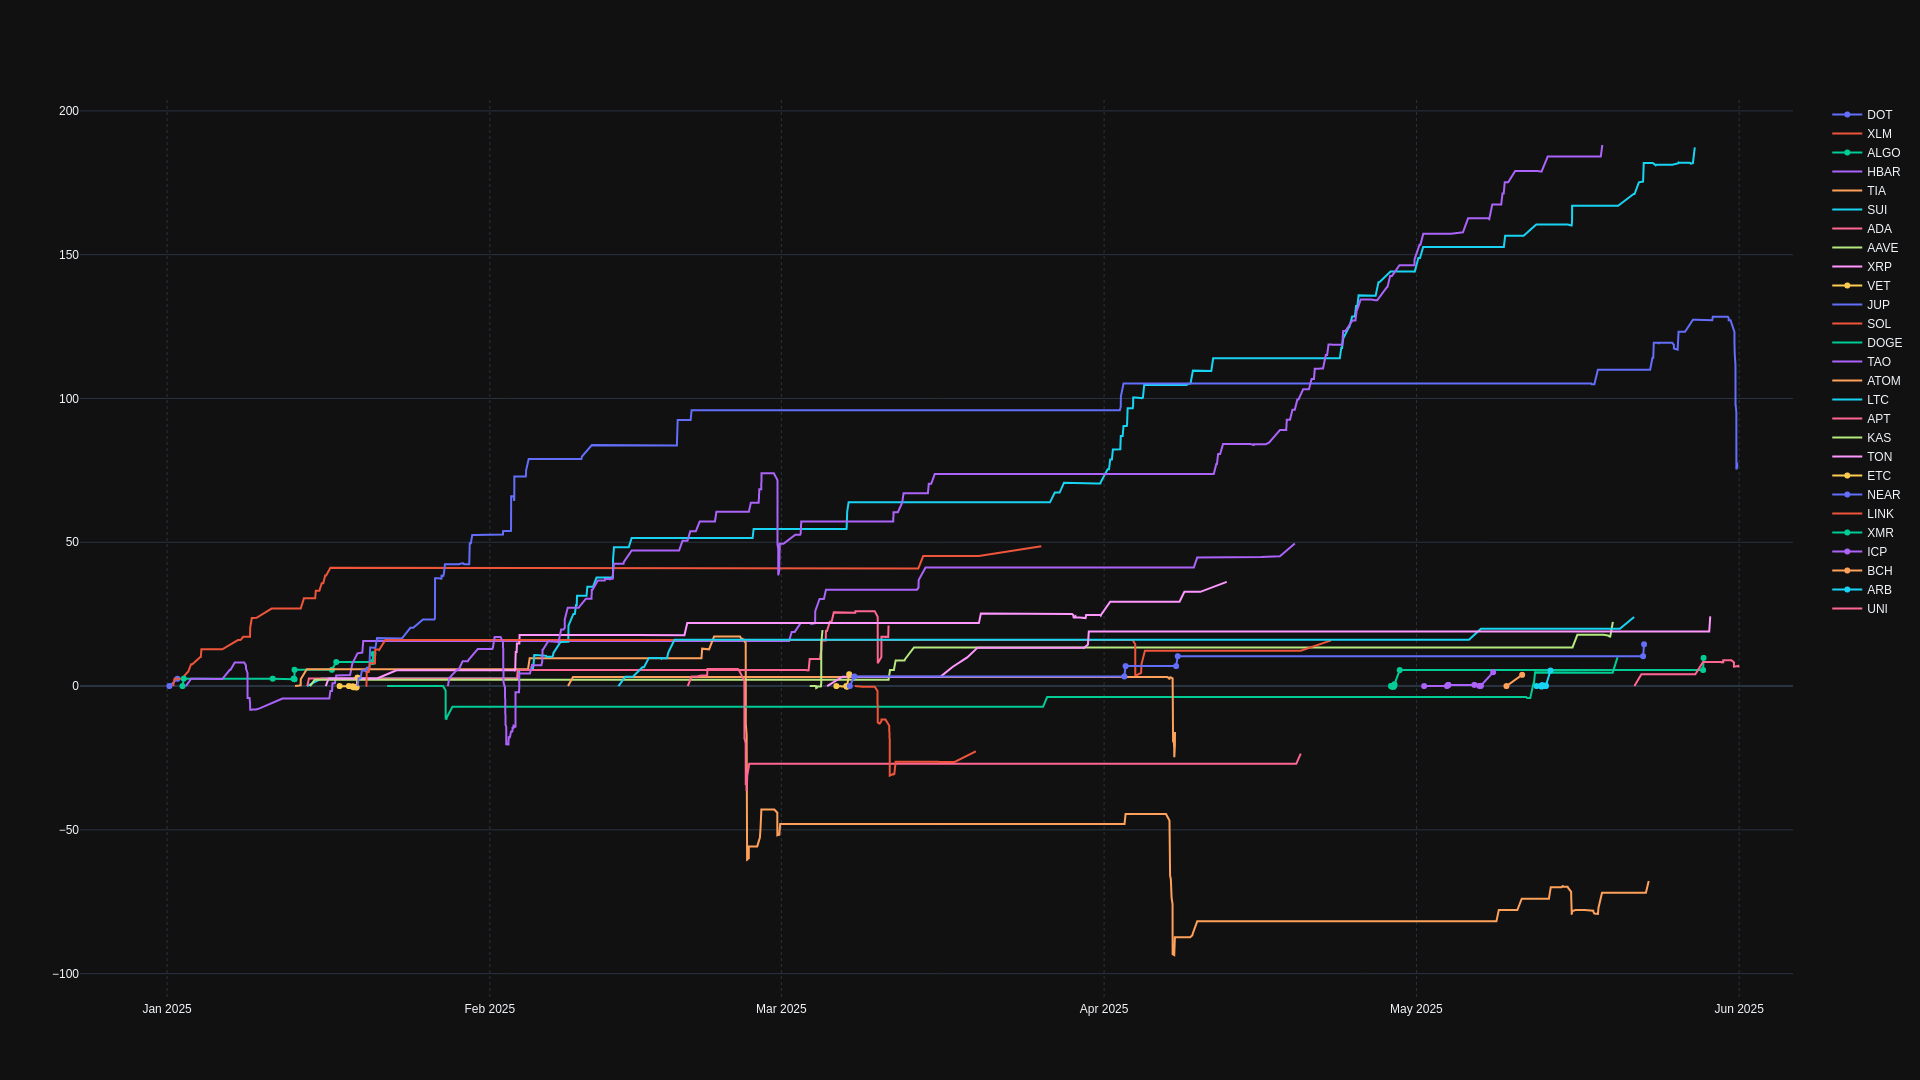 200
150
100
50
0
−50
−100
Jan 2025
Feb 2025
Mar 2025
Apr 2025
May 2025
Jun 2025
DOT
XLM
ALGO
HBAR
TIA
SUI
ADA
AAVE
XRP
VET
JUP
SOL
DOGE
TAO
ATOM
LTC
APT
KAS
TON
ETC
NEAR
LINK
XMR
ICP
BCH
ARB
UNI